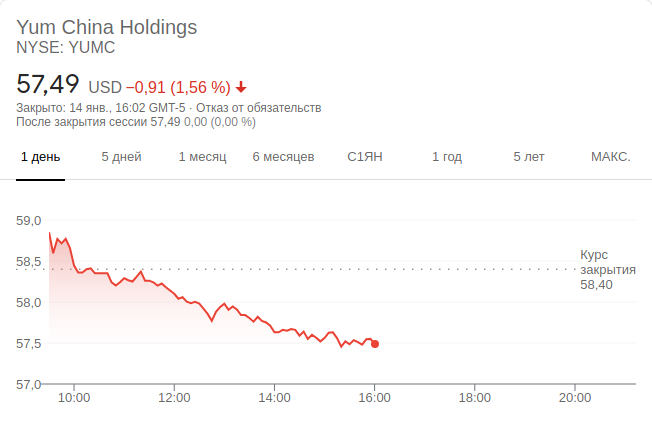 Yum China Holdings
NYSE: YUMC
57,49 USD −0,91 (1,56 %)
Закрыто: 14 янв., 16:02 GMT-5 · Отказ от обязательств
После закрытия сессии 57,49 0,00 (0,00 %)
1 день 5 дней 1 месяц 6 месяцев С1ЯН 1 год 5 лет МАКС.
59,0
58,5
58,0
57,5
57,0
Курс
закрытия
58,40
10:00 12:00 14:00 16:00 18:00 20:00